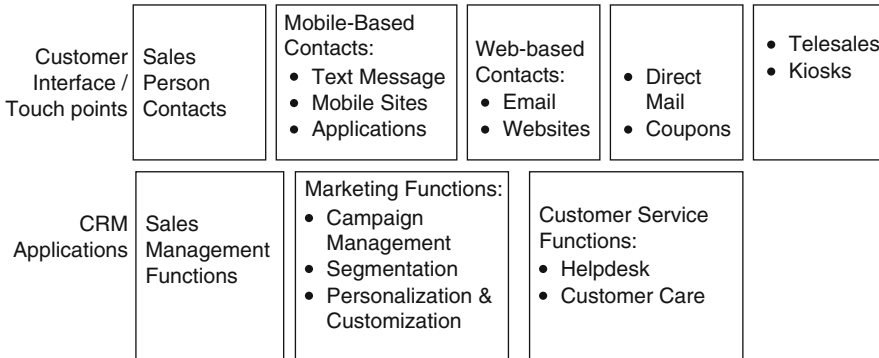 Customer
Interface /
Touch points
Sales
Person
Contacts
Mobile-Based
Contacts:
• Text Message
• Mobile Sites
• Applications
Web-based
Contacts:
• Email
• Websites
• Direct
Mail
• Coupons
• Telesales
• Kiosks
CRM
Applications
Sales
Management
Functions
Marketing Functions:
• Campaign
Management
• Segmentation
• Personalization &
Customization
Customer Service
Functions:
• Helpdesk
• Customer Care